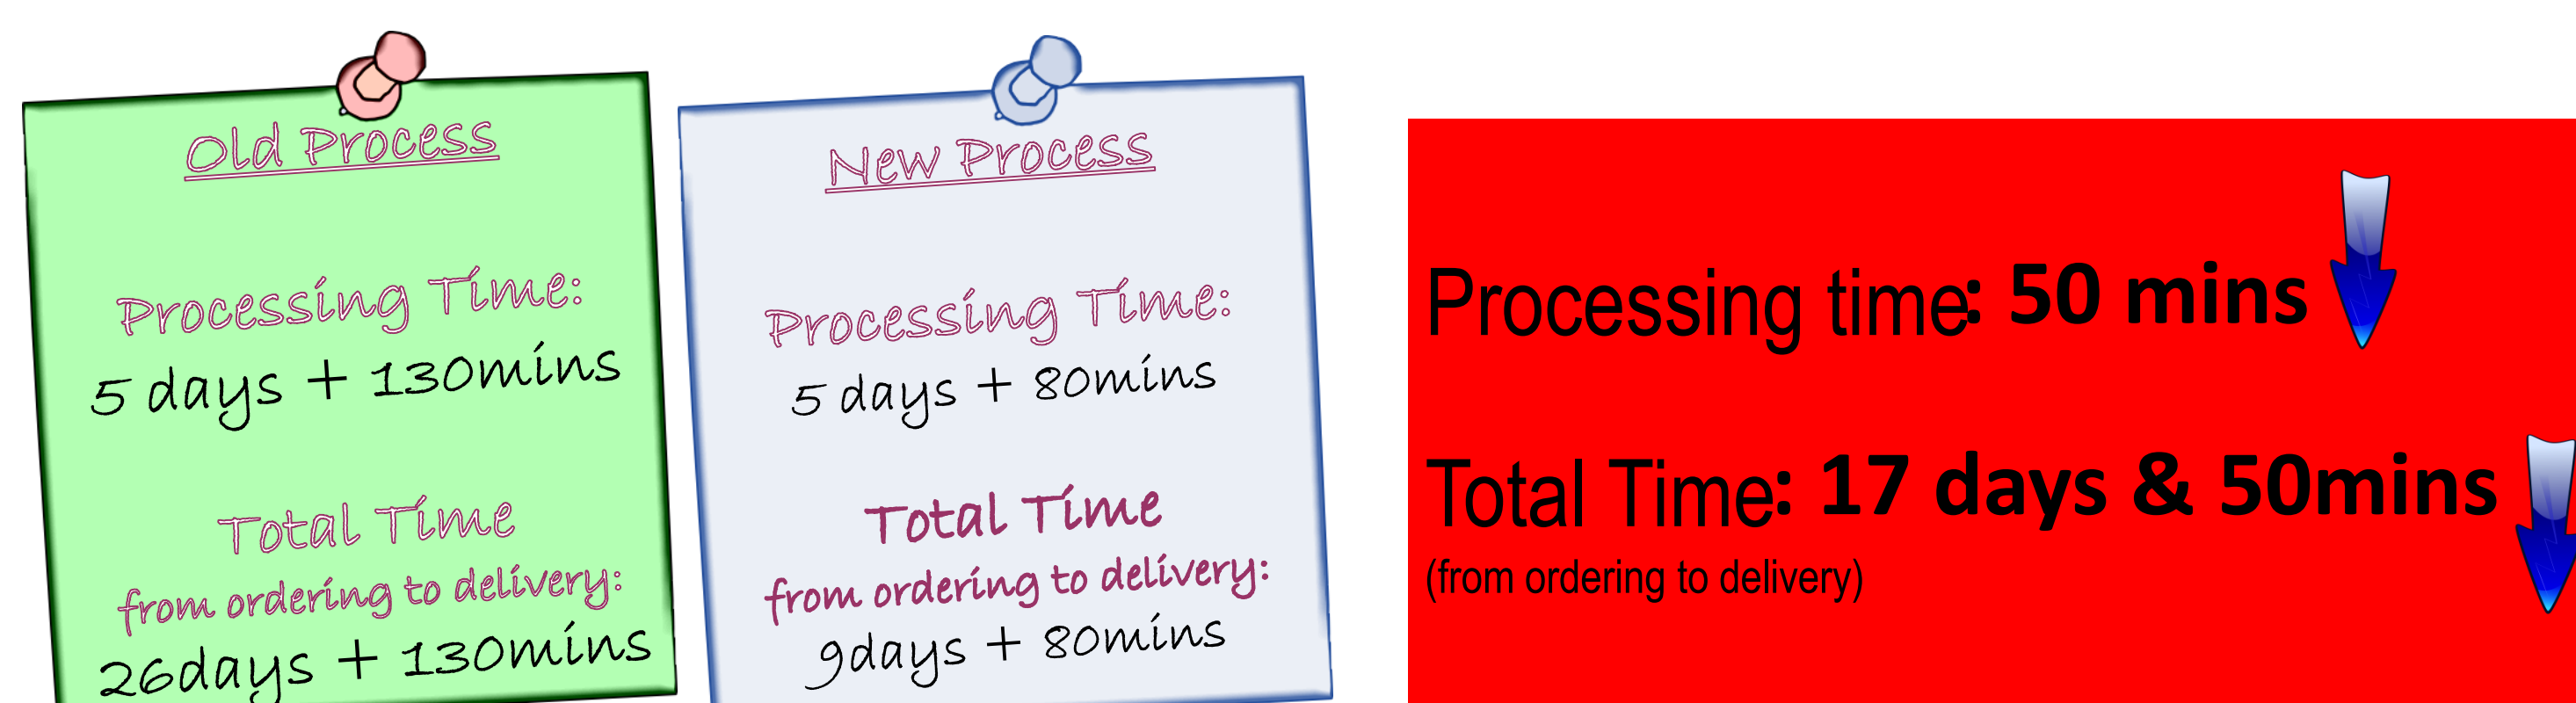 Old Process
Processing Time:
5 days + 130mins
Total Time
from ordering to delivery:
26days + 130mins
New Process
Processing Time:
5 days + 80mins
Total Time
from ordering to delivery:
9days + 80mins
Processing time: 50 mins
Total Time: 17 days & 50mins
(from ordering to delivery)